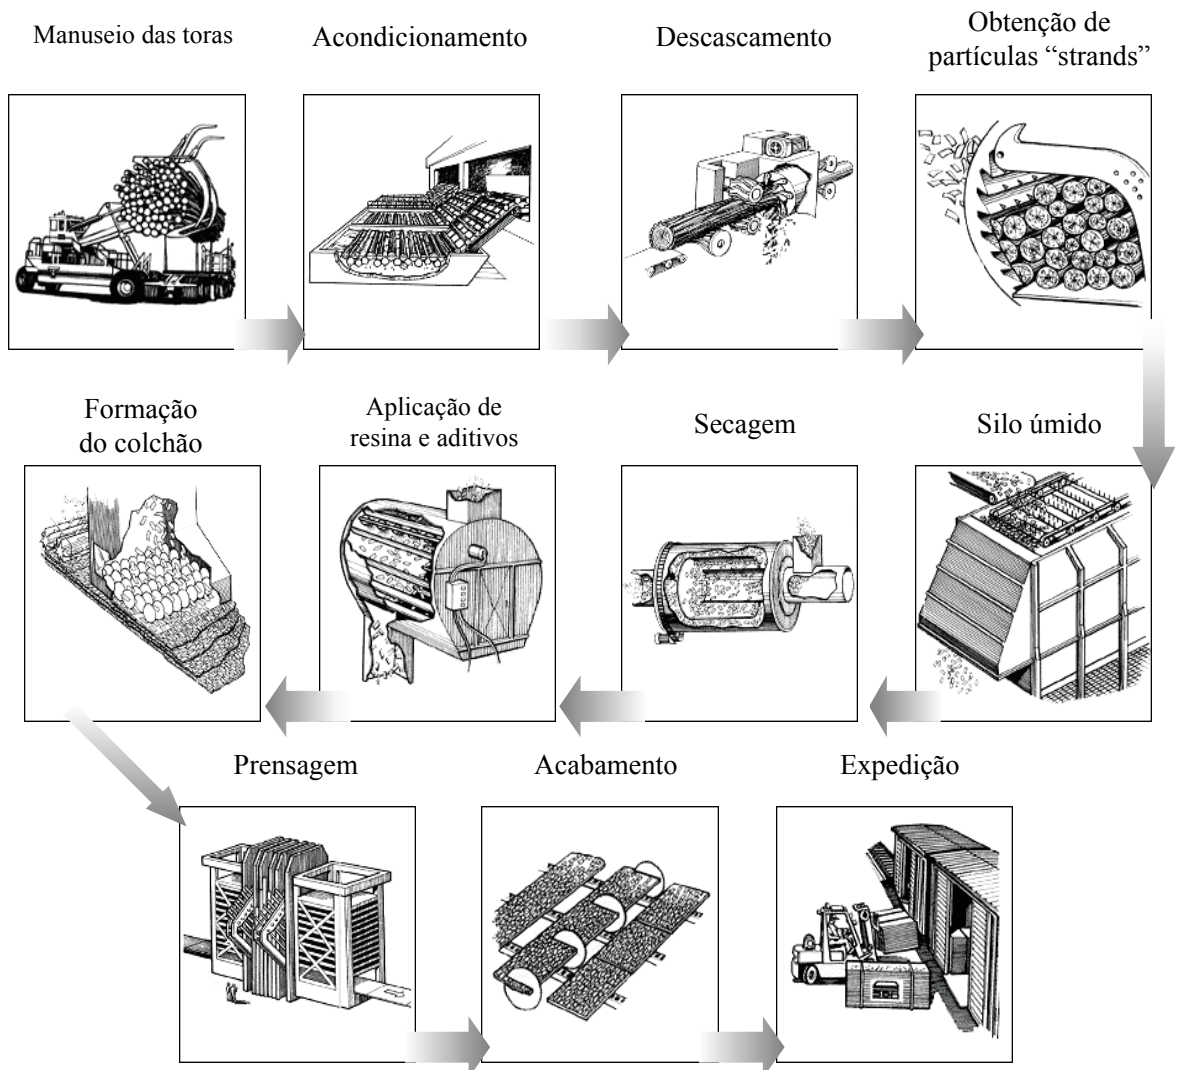 Manuseio das toras
Acondicionamento
Descascamento
Obtenção de
partículas “strands”
Formação
do colchão
Aplicação de
resina e aditivos
Secagem
Silo úmido
Prensagem
Acabamento
Expedição